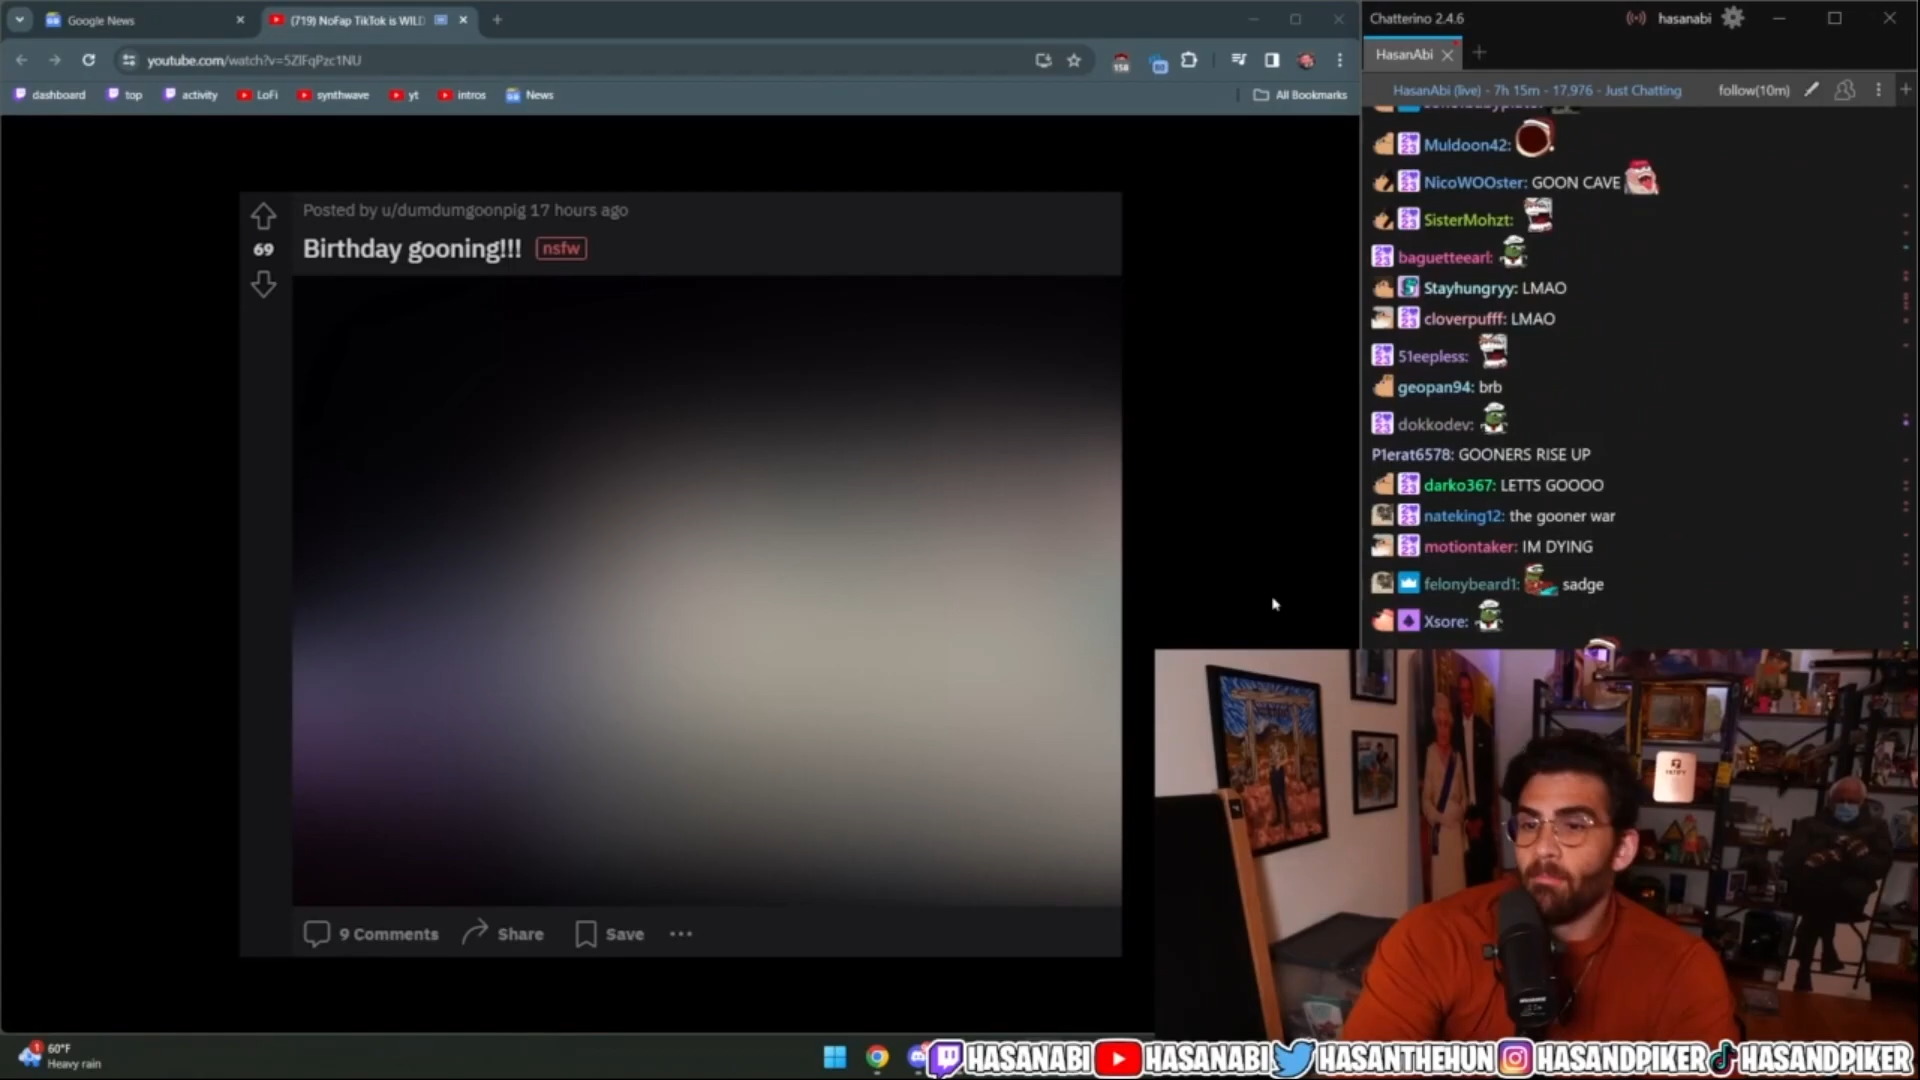 Google News
(719) NoFap TikTok is WILD
youtube.com/watch?v=5ZlFqPzc1NU
158
dashboard
top
activity
LoFi
synthwave
yt
intros
News
All Bookmarks
Posted by u/dumdumgoonpig 17 hours ago
69
Birthday gooning!!!
nsfw
9 Comments
Share
Save
Chatterino 2.4.6
hasanabi
HasanAbi
HasanAbi (live) - 7h 15m - 17,976 - Just Chatting
follow(10m)
Muldoon42:
NicoWOOster: GOON CAVE
SisterMohzt:
baguetteearl:
Stayhungryy: LMAO
cloverpufff: LMAO
51eepless:
geopan94: brb
dokkodev:
P1erat6578: GOONERS RISE UP
darko367: LETTS GOOOO
nateking12: the gooner war
motiontaker: IM DYING
felonybeard1: sadge
Xsore:
1
60°F
Heavy rain
HASANABI
HASANABI
HASANTHEHUN
HASANDPIKER
HASANDPIKER